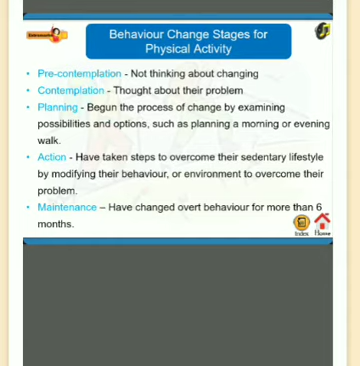 Behaviour Change Stages for
Physical Activity
• Pre-contemplation - Not thinking about changing
• Contemplation - Thought about their problem
• Planning - Begun the process of change by examining
possibilities and options, such as planning a morning or evening
walk.
• Action - Have taken steps to overcome their sedentary lifestyle
by modifying their behaviour, or environment to overcome their
problem.
• Maintenance – Have changed overt behaviour for more than 6
months.
Index Home